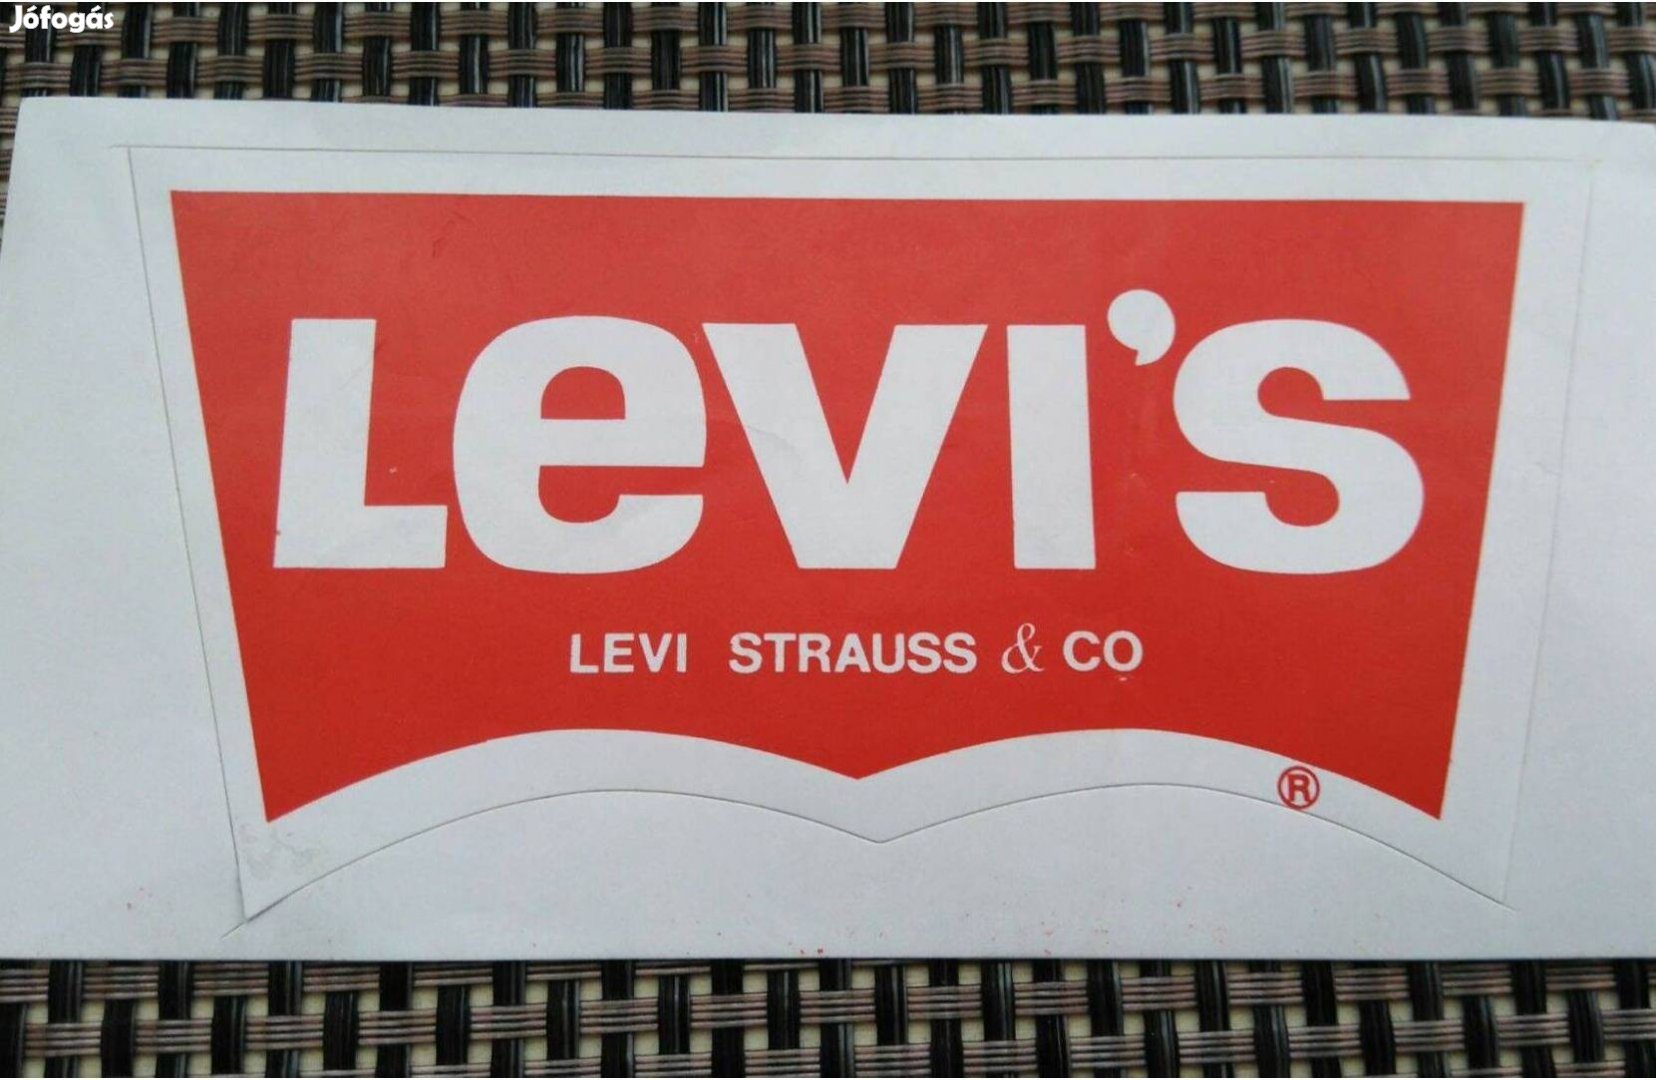 Jófogás
LeVI'S
LEVI STRAUSS & CO
®